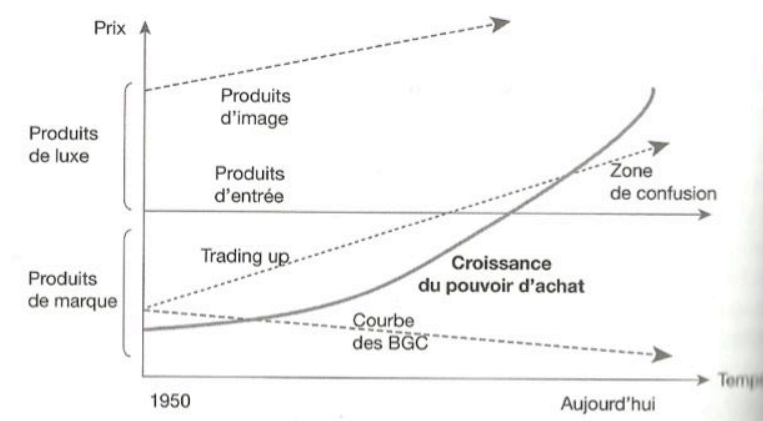 Prix
Produits
d'image
Produits
de luxe
Produits
d'entrée
Zone
de confusion
Trading up
Croissance
du pouvoir d'achat
Produits
de marque
Courbe
des BGC
Temps
1950
Aujourd'hui